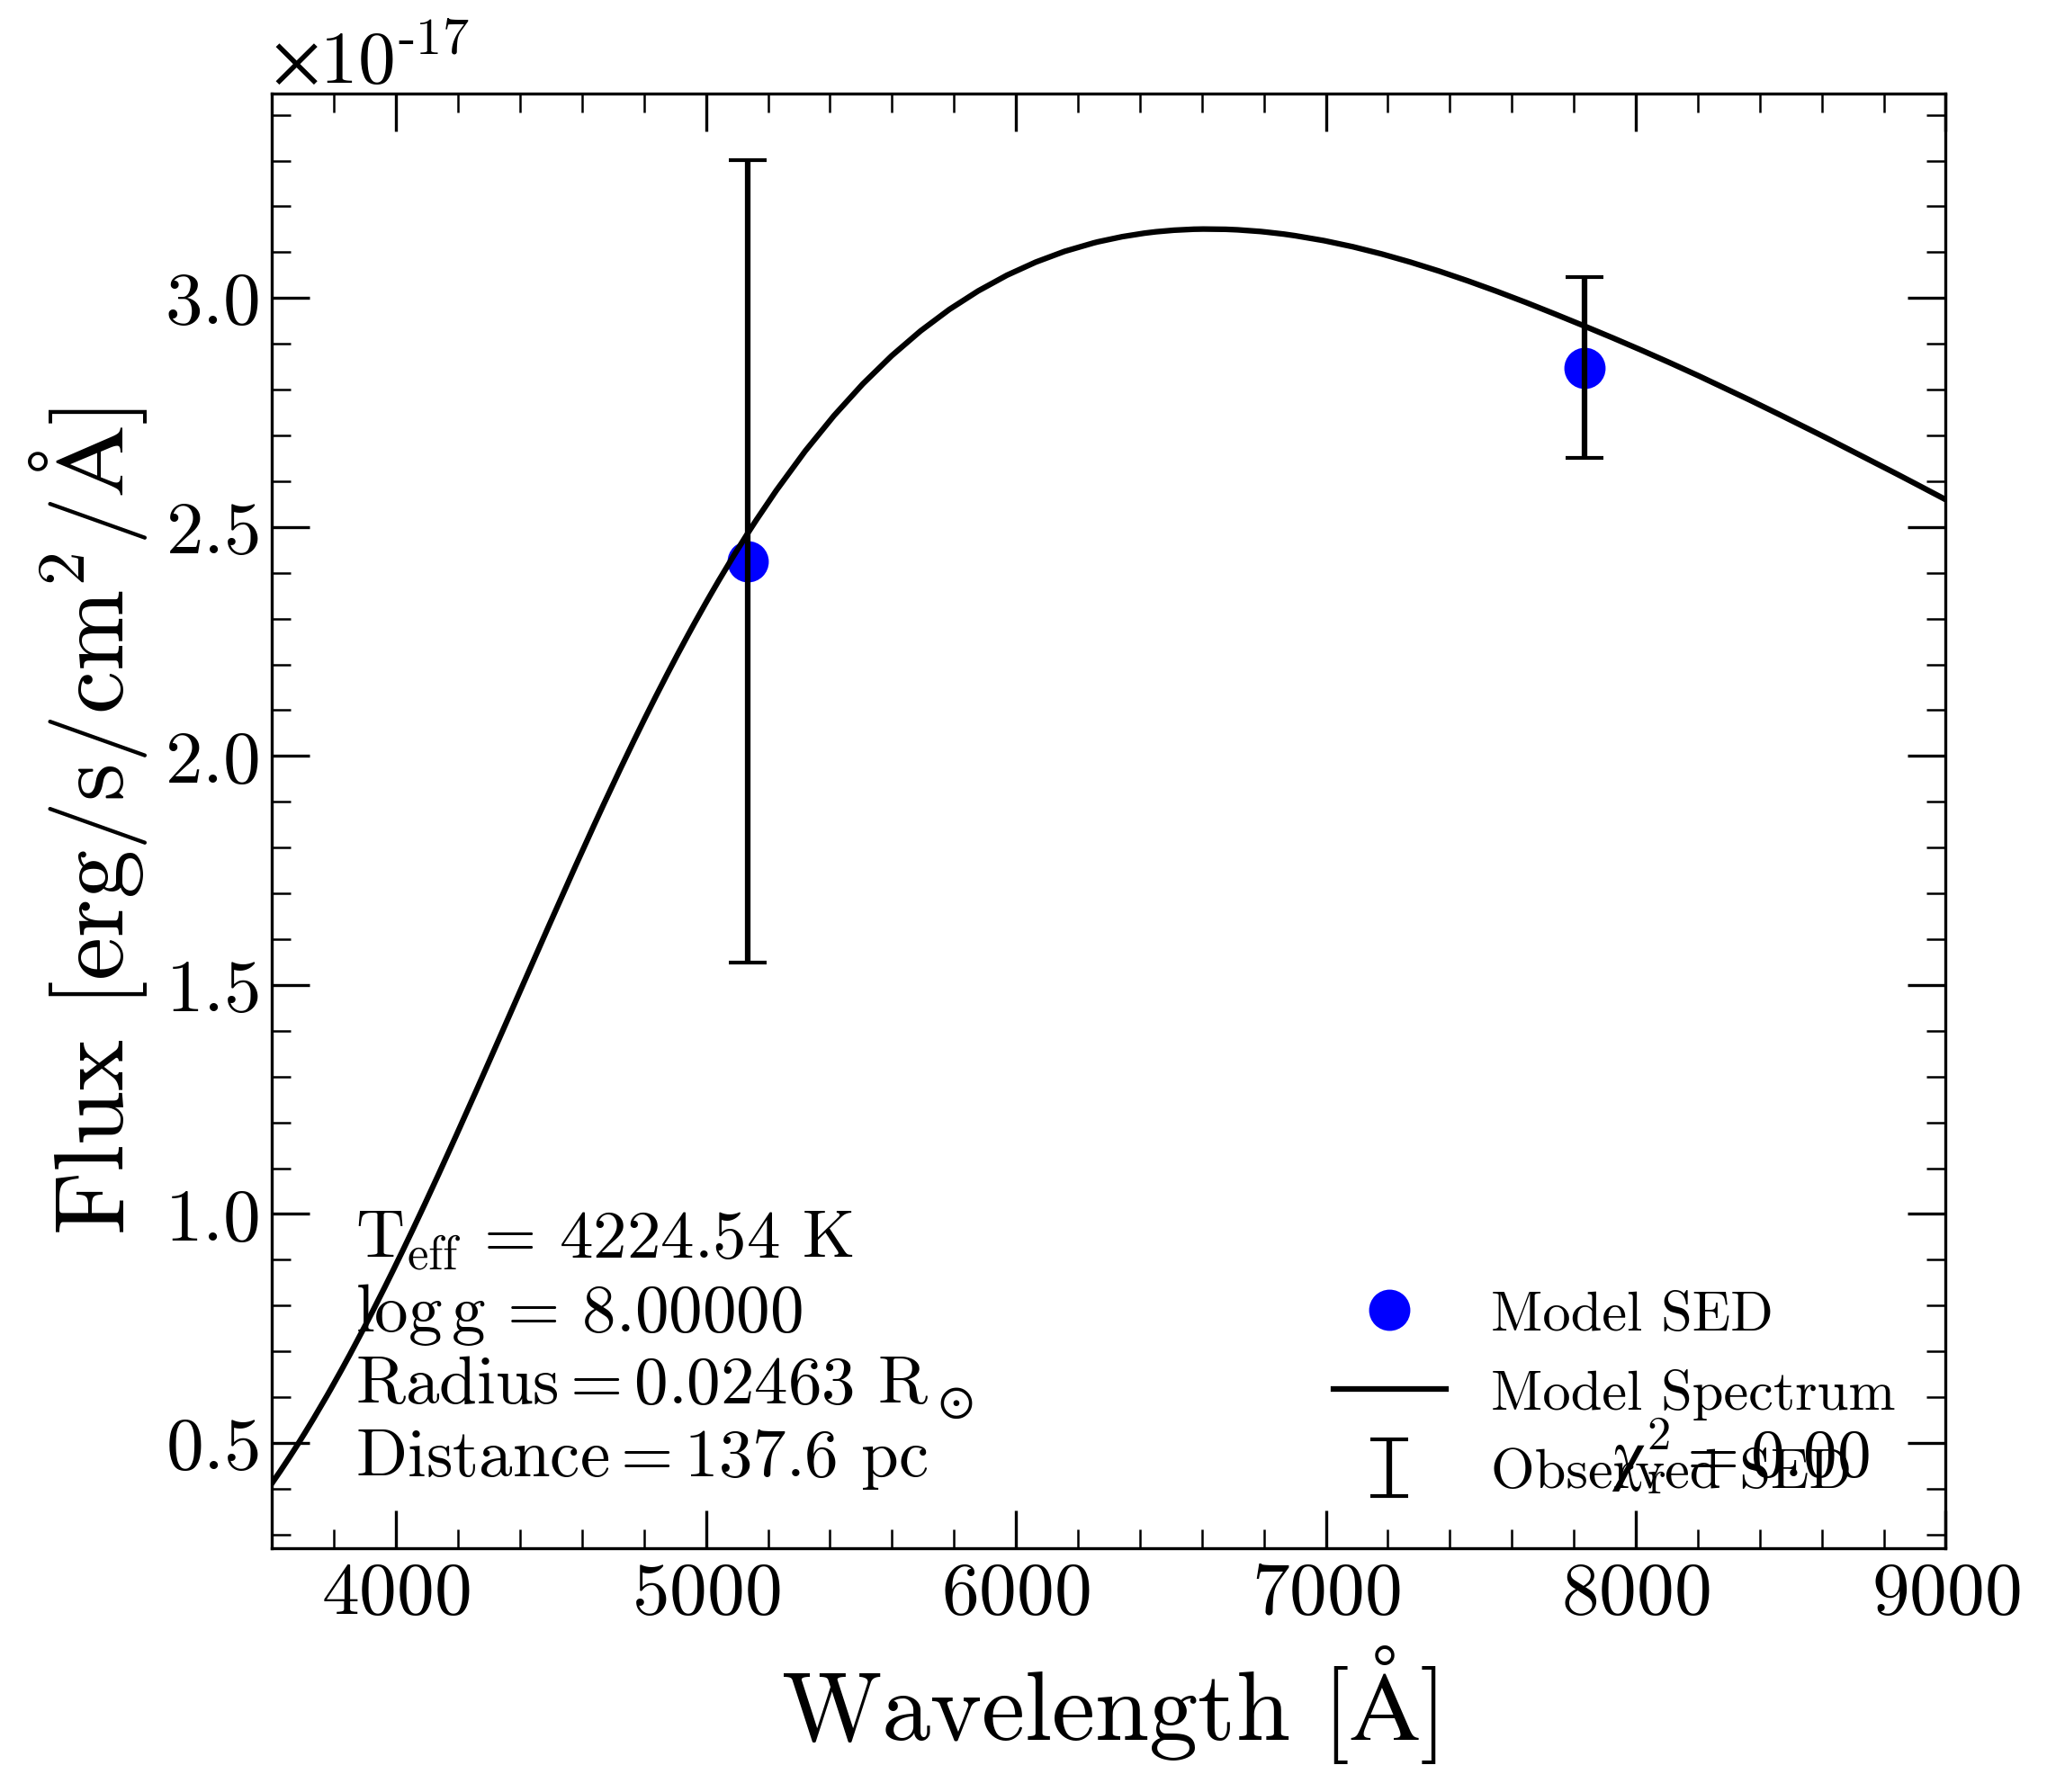 ×10⁻¹⁷
Flux [erg/s/cm²/Å]
3.0
2.5
2.0
1.5
1.0
0.5
T_eff = 4224.54 K
log g = 8.00000
Radius = 0.02463 R_⊙
Distance = 137.6 pc
Model SED
Model Spectrum
Observed SED
χ²_r = 0.00
4000 5000 6000 7000 8000 9000
Wavelength [Å]